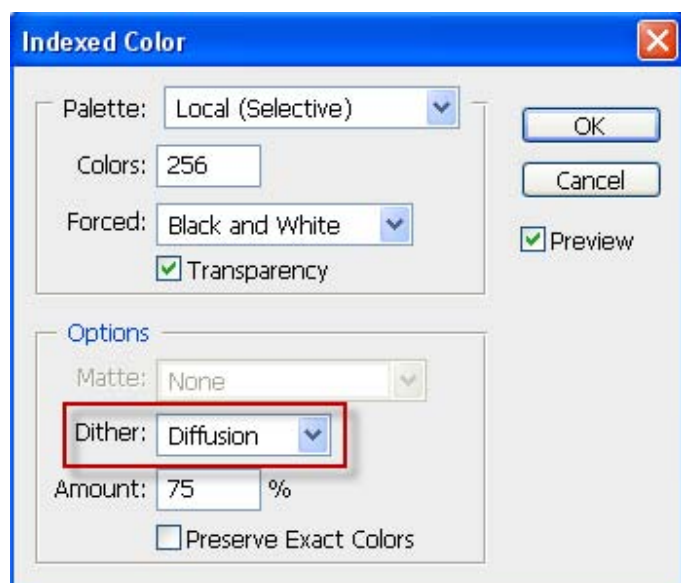 Indexed Color
Palette: Local (Selective)
Colors: 256
Forced: Black and White
Transparency
OK
Cancel
Preview
Options
Matte: None
Dither: Diffusion
Amount: 75 %
Preserve Exact Colors